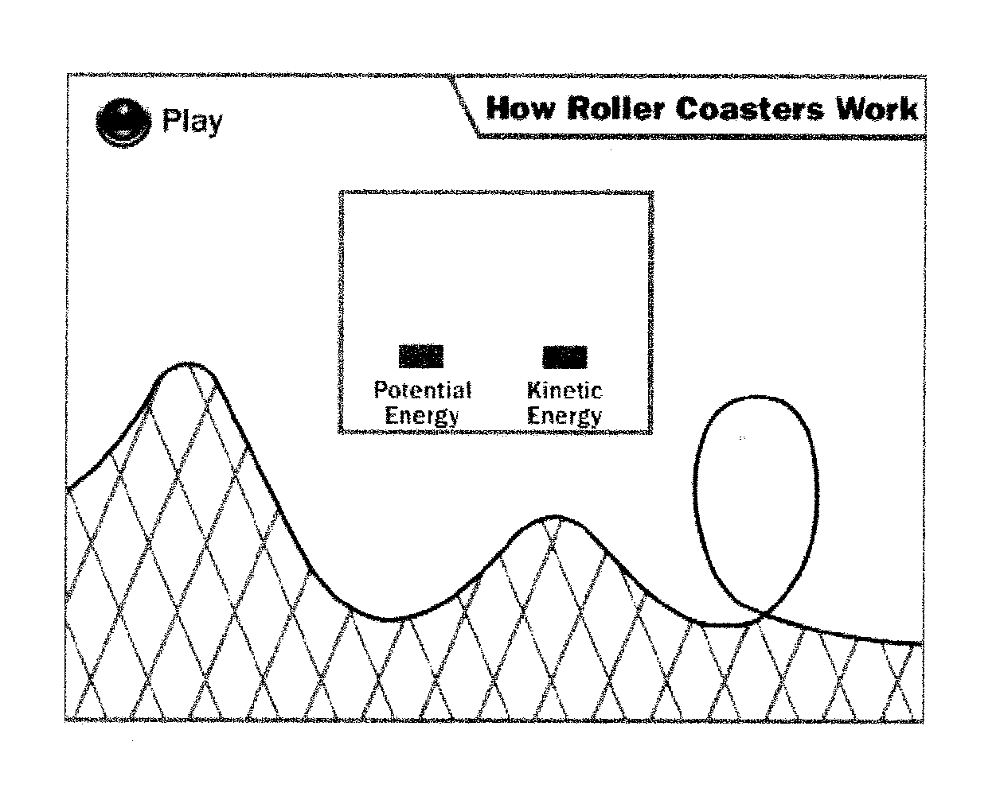 Play
How Roller Coasters Work
Potential
Energy
Kinetic
Energy